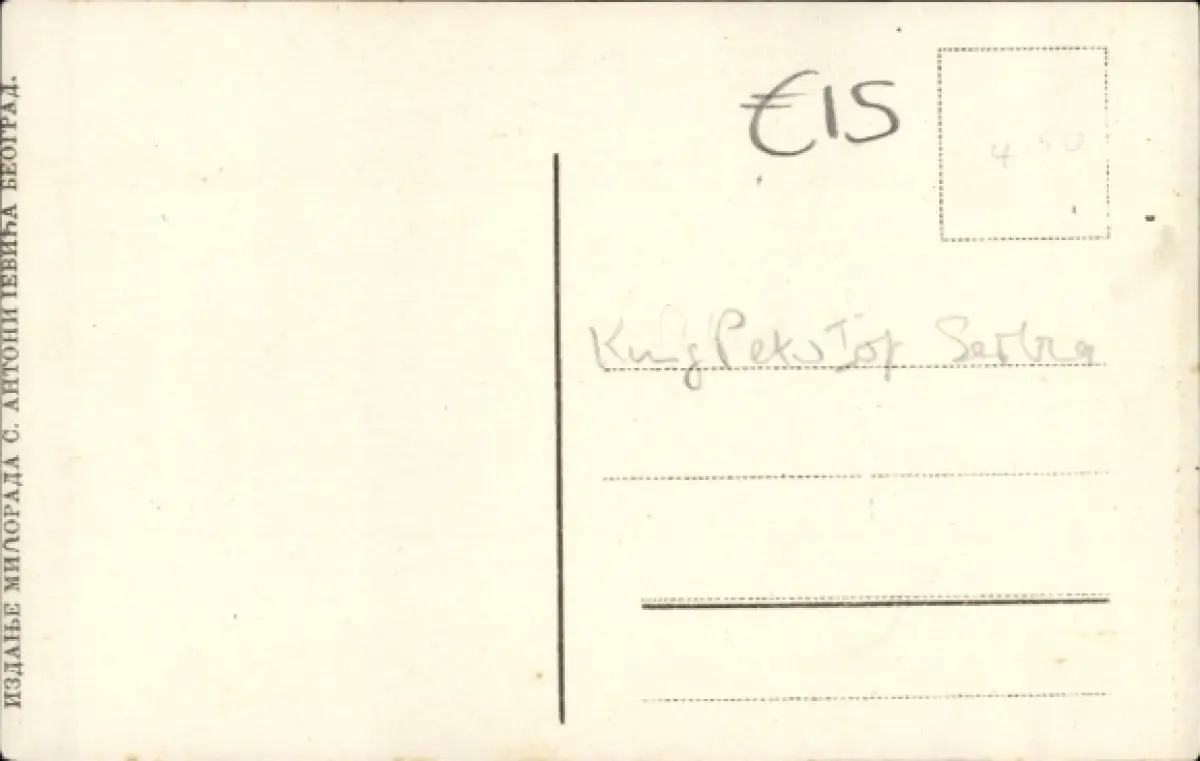 ИЗДАЊЕ МИЛОРАДА С. АНТОНИЈЕВИЋА БЕОГРАД.
€15
4.50
King Peter I of Serbia